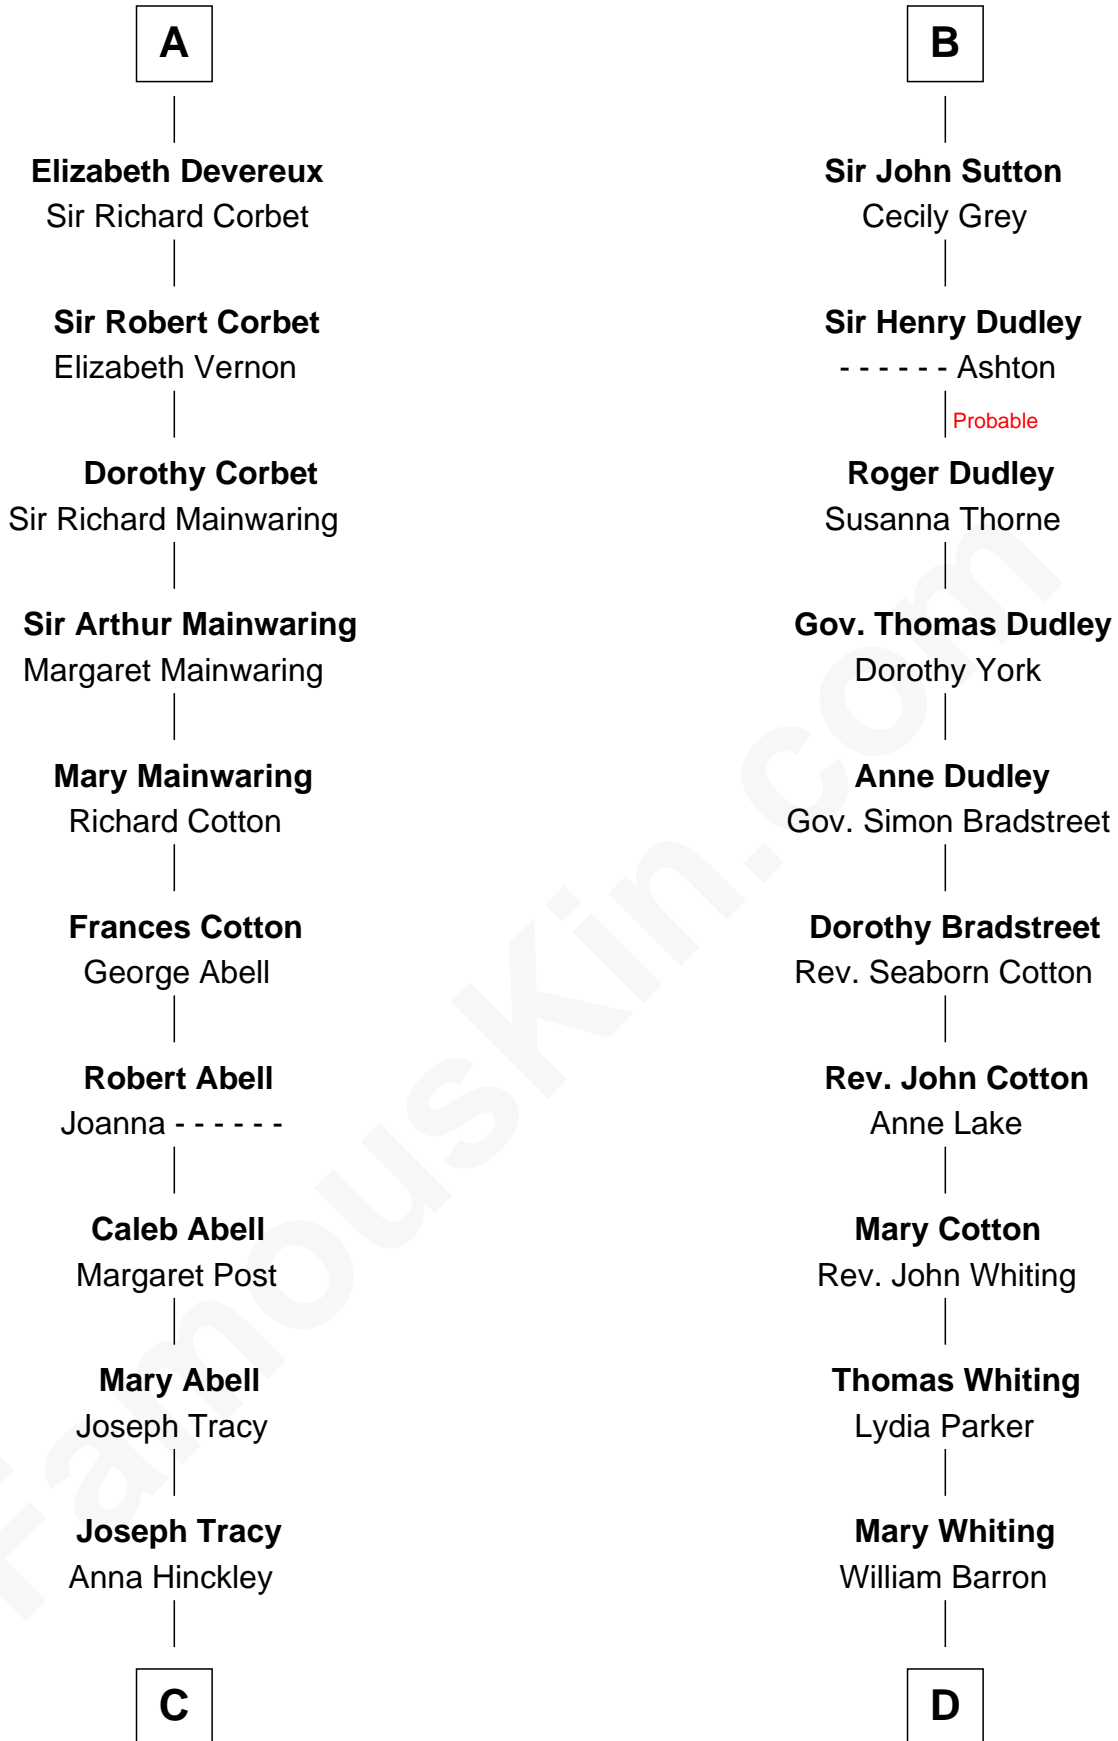 A
Elizabeth Devereux
Sir Richard Corbet
Sir Robert Corbet
Elizabeth Vernon
Dorothy Corbet
Sir Richard Mainwaring
Sir Arthur Mainwaring
Margaret Mainwaring
Mary Mainwaring
Richard Cotton
Frances Cotton
George Abell
Robert Abell
Joanna - - - - - -
Caleb Abell
Margaret Post
Mary Abell
Joseph Tracy
Joseph Tracy
Anna Hinckley
C
B
Sir John Sutton
Cecily Grey
Sir Henry Dudley
- - - - - - Ashton
Probable
Roger Dudley
Susanna Thorne
Gov. Thomas Dudley
Dorothy York
Anne Dudley
Gov. Simon Bradstreet
Dorothy Bradstreet
Rev. Seaborn Cotton
Rev. John Cotton
Anne Lake
Mary Cotton
Rev. John Whiting
Thomas Whiting
Lydia Parker
Mary Whiting
William Barron
D
FamousKin.com